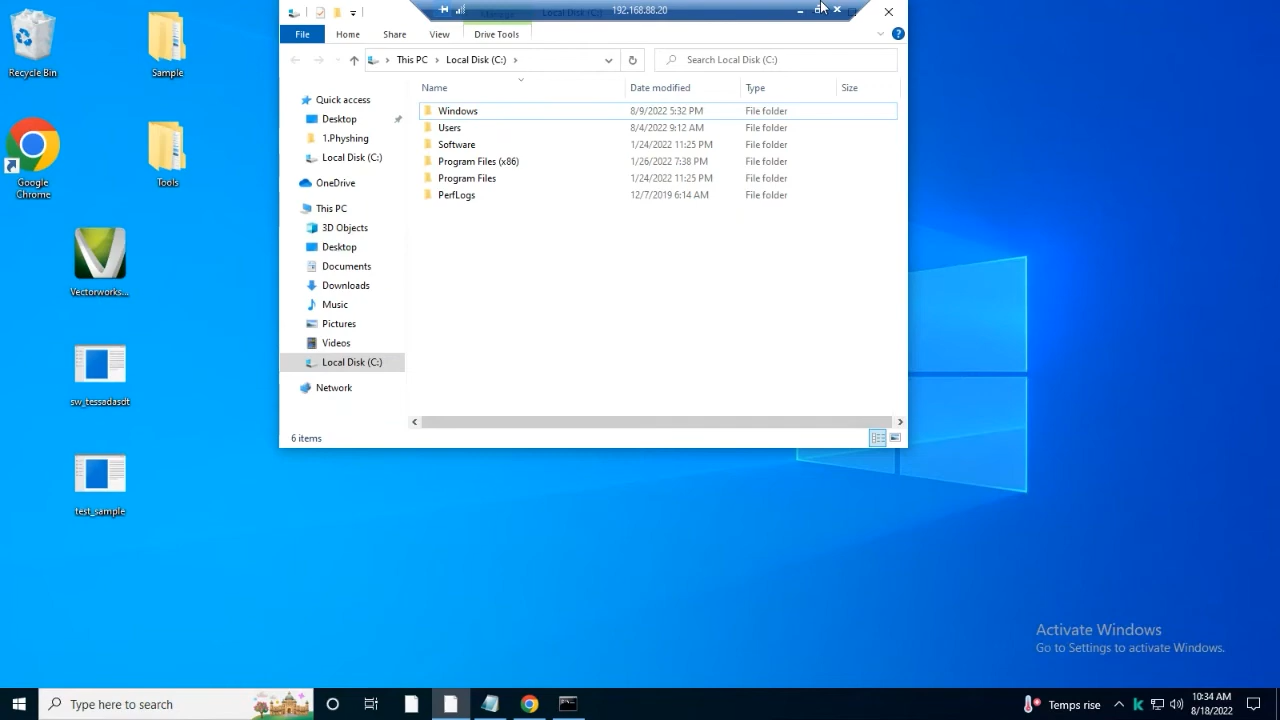 192.168.88.20
Local Disk (C:)
File
Home
Share
View
Drive Tools
This PC
Local Disk (C:)
Search Local Disk (C:)
Name
Date modified
Type
Size
Windows
8/9/2022 5:32 PM
File folder
Users
8/4/2022 9:12 AM
File folder
Software
1/24/2022 11:25 PM
File folder
Program Files (x86)
1/26/2022 7:38 PM
File folder
Program Files
1/24/2022 11:25 PM
File folder
PerfLogs
12/7/2019 6:14 AM
File folder
Quick access
Desktop
1.Physhing
Local Disk (C:)
OneDrive
This PC
3D Objects
Desktop
Documents
Downloads
Music
Pictures
Videos
Local Disk (C:)
Network
6 items
Recycle Bin
Sample
Google
Chrome
Tools
Vectorworks...
sw_tessadasdt
test_sample
Activate Windows
Go to Settings to activate Windows.
Type here to search
Temps rise
10:34 AM
8/18/2022